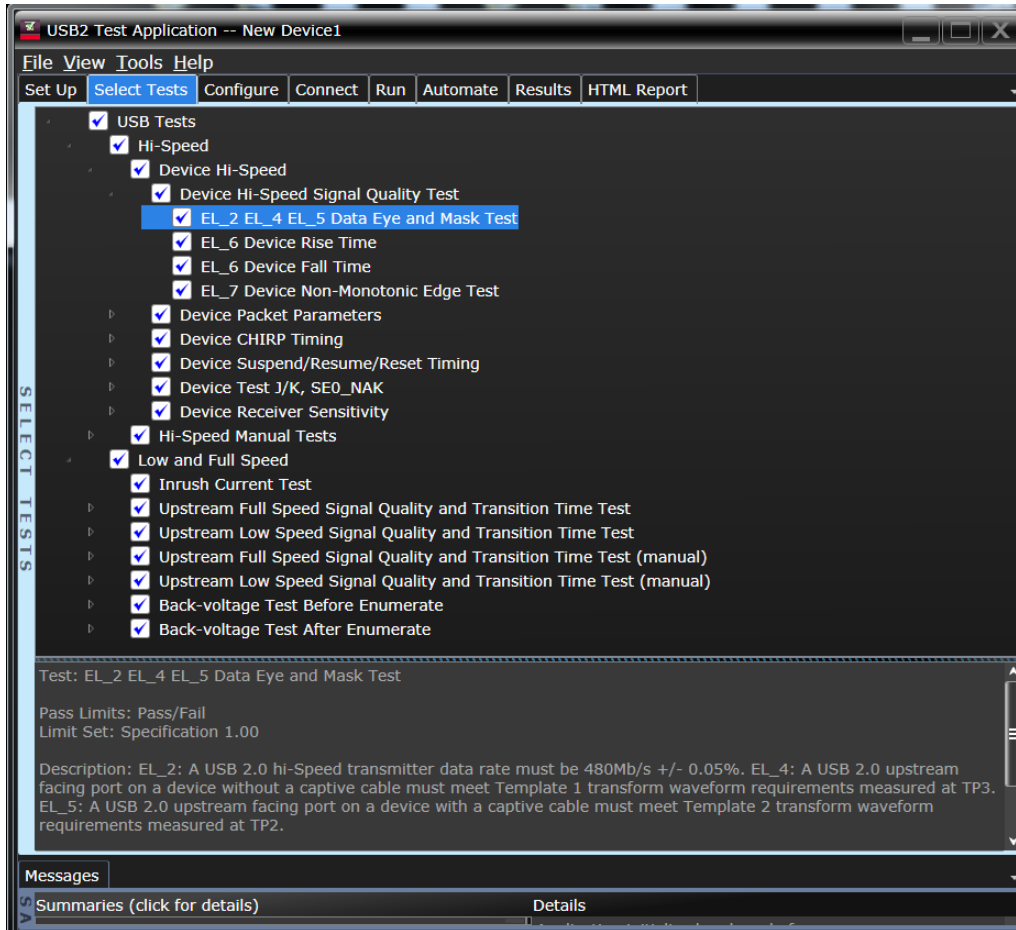 USB2 Test Application -- New Device1
File View Tools Help
Set Up Select Tests Configure Connect Run Automate Results HTML Report
SELECT TESTS
USB Tests
Hi-Speed
Device Hi-Speed
Device Hi-Speed Signal Quality Test
EL_2 EL_4 EL_5 Data Eye and Mask Test
EL_6 Device Rise Time
EL_6 Device Fall Time
EL_7 Device Non-Monotonic Edge Test
Device Packet Parameters
Device CHIRP Timing
Device Suspend/Resume/Reset Timing
Device Test J/K, SE0_NAK
Device Receiver Sensitivity
Hi-Speed Manual Tests
Low and Full Speed
Inrush Current Test
Upstream Full Speed Signal Quality and Transition Time Test
Upstream Low Speed Signal Quality and Transition Time Test
Upstream Full Speed Signal Quality and Transition Time Test (manual)
Upstream Low Speed Signal Quality and Transition Time Test (manual)
Back-voltage Test Before Enumerate
Back-voltage Test After Enumerate
Test: EL_2 EL_4 EL_5 Data Eye and Mask Test
Pass Limits: Pass/Fail
Limit Set: Specification 1.00
Description: EL_2: A USB 2.0 hi-Speed transmitter data rate must be 480Mb/s +/- 0.05%. EL_4: A USB 2.0 upstream
facing port on a device without a captive cable must meet Template 1 transform waveform requirements measured at TP3.
EL_5: A USB 2.0 upstream facing port on a device with a captive cable must meet Template 2 transform waveform
requirements measured at TP2.
Messages
Summaries (click for details) Details